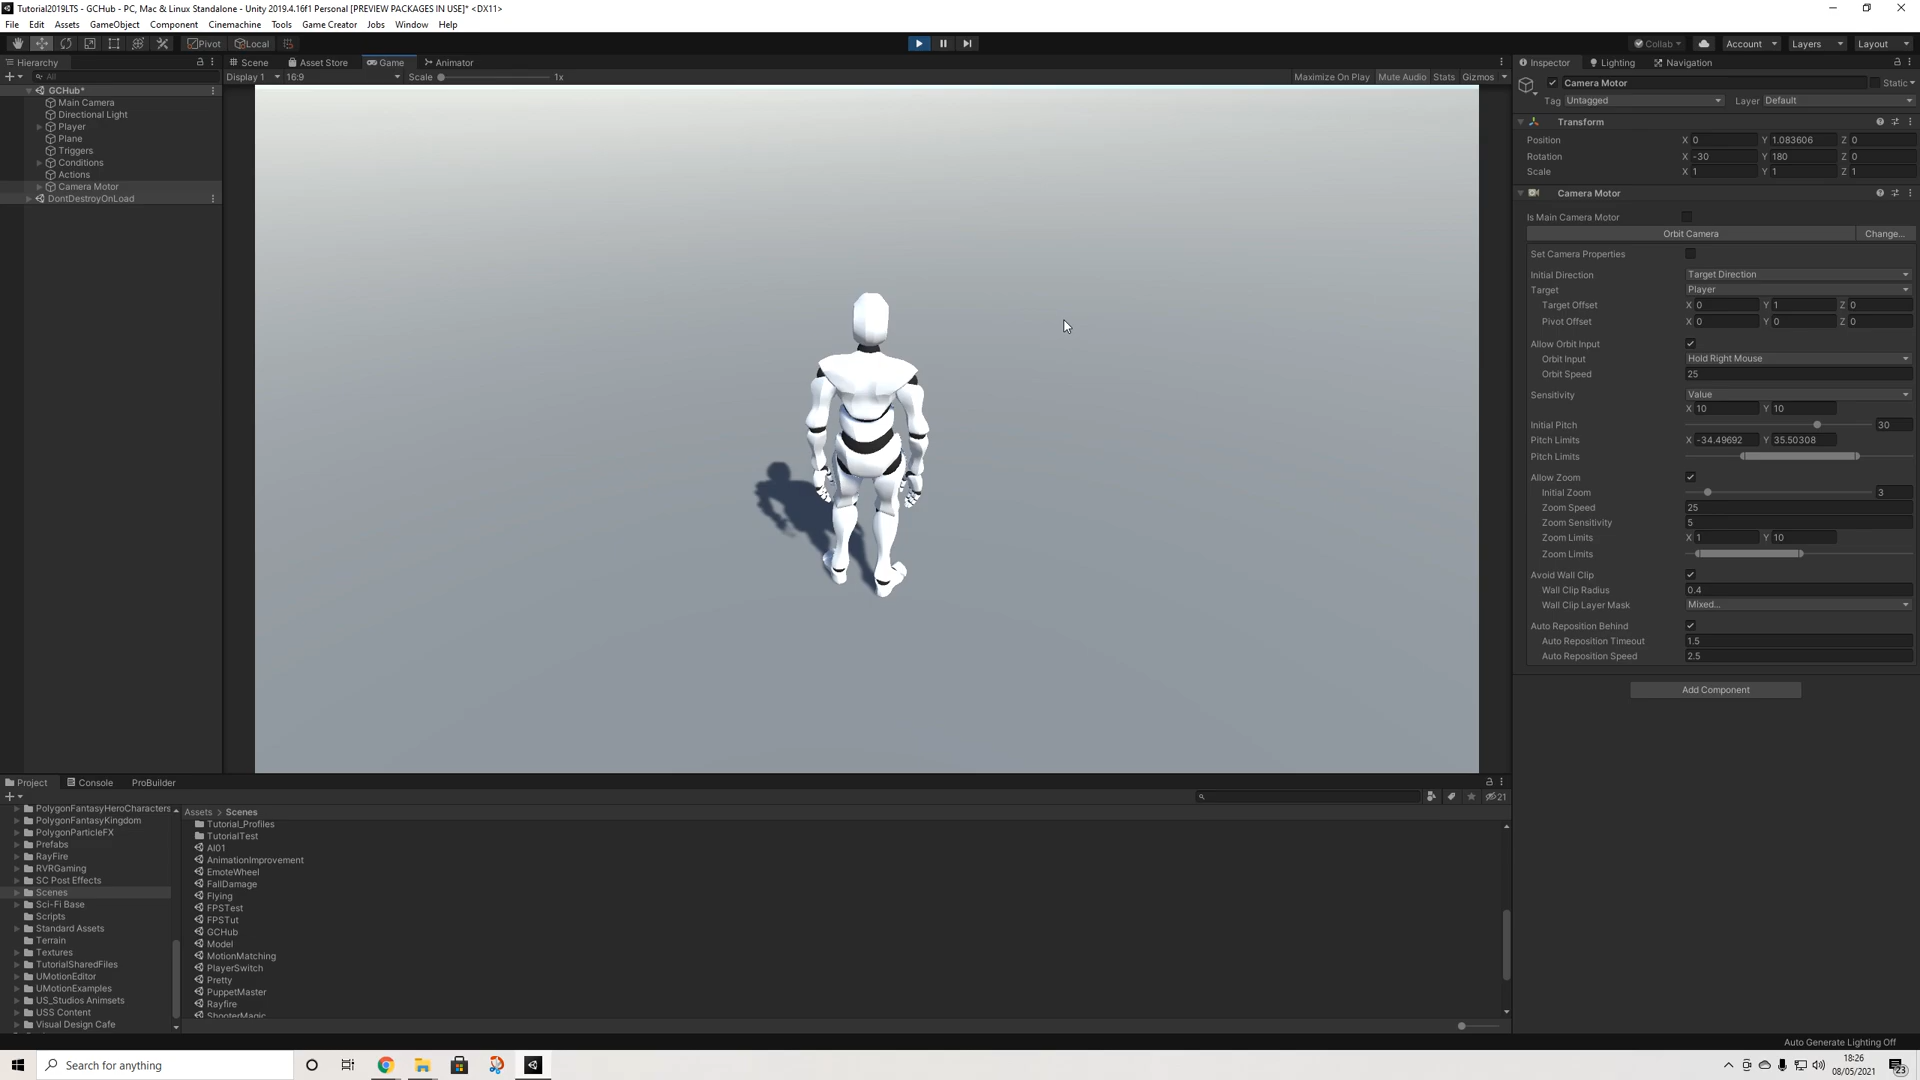 Tutorial2019LTS - GCHub - PC, Mac & Linux Standalone - Unity 2019.4.16f1 Personal [PREVIEW PACKAGES IN USE]* <DX11>
File Edit Assets GameObject Component Cinemachine Tools Game Creator Jobs Window Help
Pivot Local Collab Account Layers Layout
Hierarchy
All
GCHub*
Main Camera
Directional Light
Player
Plane
Triggers
Conditions
Actions
Camera Motor
DontDestroyOnLoad
Scene Asset Store Game Animator
Display 1 16:9 Scale 1x Maximize On Play Mute Audio Stats Gizmos
Inspector Lighting Navigation
Camera Motor Static
Tag Untagged Layer Default
Transform
Position X 0 Y 1.083606 Z 0
Rotation X -30 Y 180 Z 0
Scale X 1 Y 1 Z 1
Camera Motor
Is Main Camera Motor
Orbit Camera Change...
Set Camera Properties
Initial Direction Target Direction
Target Player
Target Offset X 0 Y 1 Z 0
Pivot Offset X 0 Y 0 Z 0
Allow Orbit Input
Orbit Input Hold Right Mouse
Orbit Speed 25
Sensitivity Value
X 10 Y 10
Initial Pitch 30
Pitch Limits X -34.49692 Y 35.50308
Pitch Limits
Allow Zoom
Initial Zoom 3
Zoom Speed 25
Zoom Sensitivity 5
Zoom Limits X 1 Y 10
Zoom Limits
Avoid Wall Clip
Wall Clip Radius 0.4
Wall Clip Layer Mask Mixed...
Auto Reposition Behind
Auto Reposition Timeout 1.5
Auto Reposition Speed 2.5
Add Component
Project Console ProBuilder
21
PolygonFantasyHeroCharacters
PolygonFantasyKingdom
PolygonParticleFX
Prefabs
RayFire
RVRGaming
SC Post Effects
Scenes
Sci-Fi Base
Scripts
Standard Assets
Terrain
Textures
TutorialSharedFiles
UMotionEditor
UMotionExamples
US_Studios Animsets
USS Content
Visual Design Cafe
Assets > Scenes
Tutorial_Profiles
TutorialTest
AI01
AnimationImprovement
EmoteWheel
FallDamage
Flying
FPSTest
FPSTut
GCHub
Model
MotionMatching
PlayerSwitch
Pretty
PuppetMaster
Rayfire
ShooterMagic
Auto Generate Lighting Off
Search for anything
18:26
08/05/2021
23